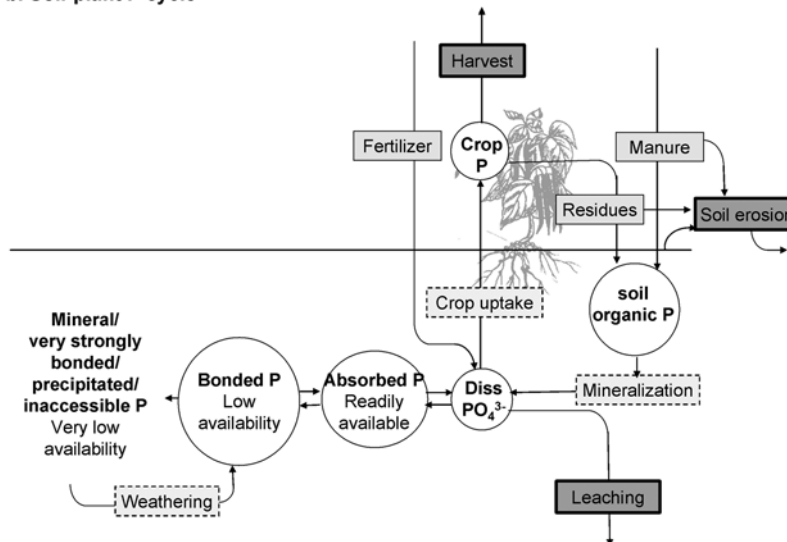 Harvest
Fertilizer
Crop
P
Manure
Residues
Soil erosion
Crop uptake
soil
organic P
Mineral/
very strongly
bonded/
precipitated/
inaccessible P
Very low
availability
Bonded P
Low
availability
Absorbed P
Readily
available
Diss
PO₄³⁻
Mineralization
Weathering
Leaching